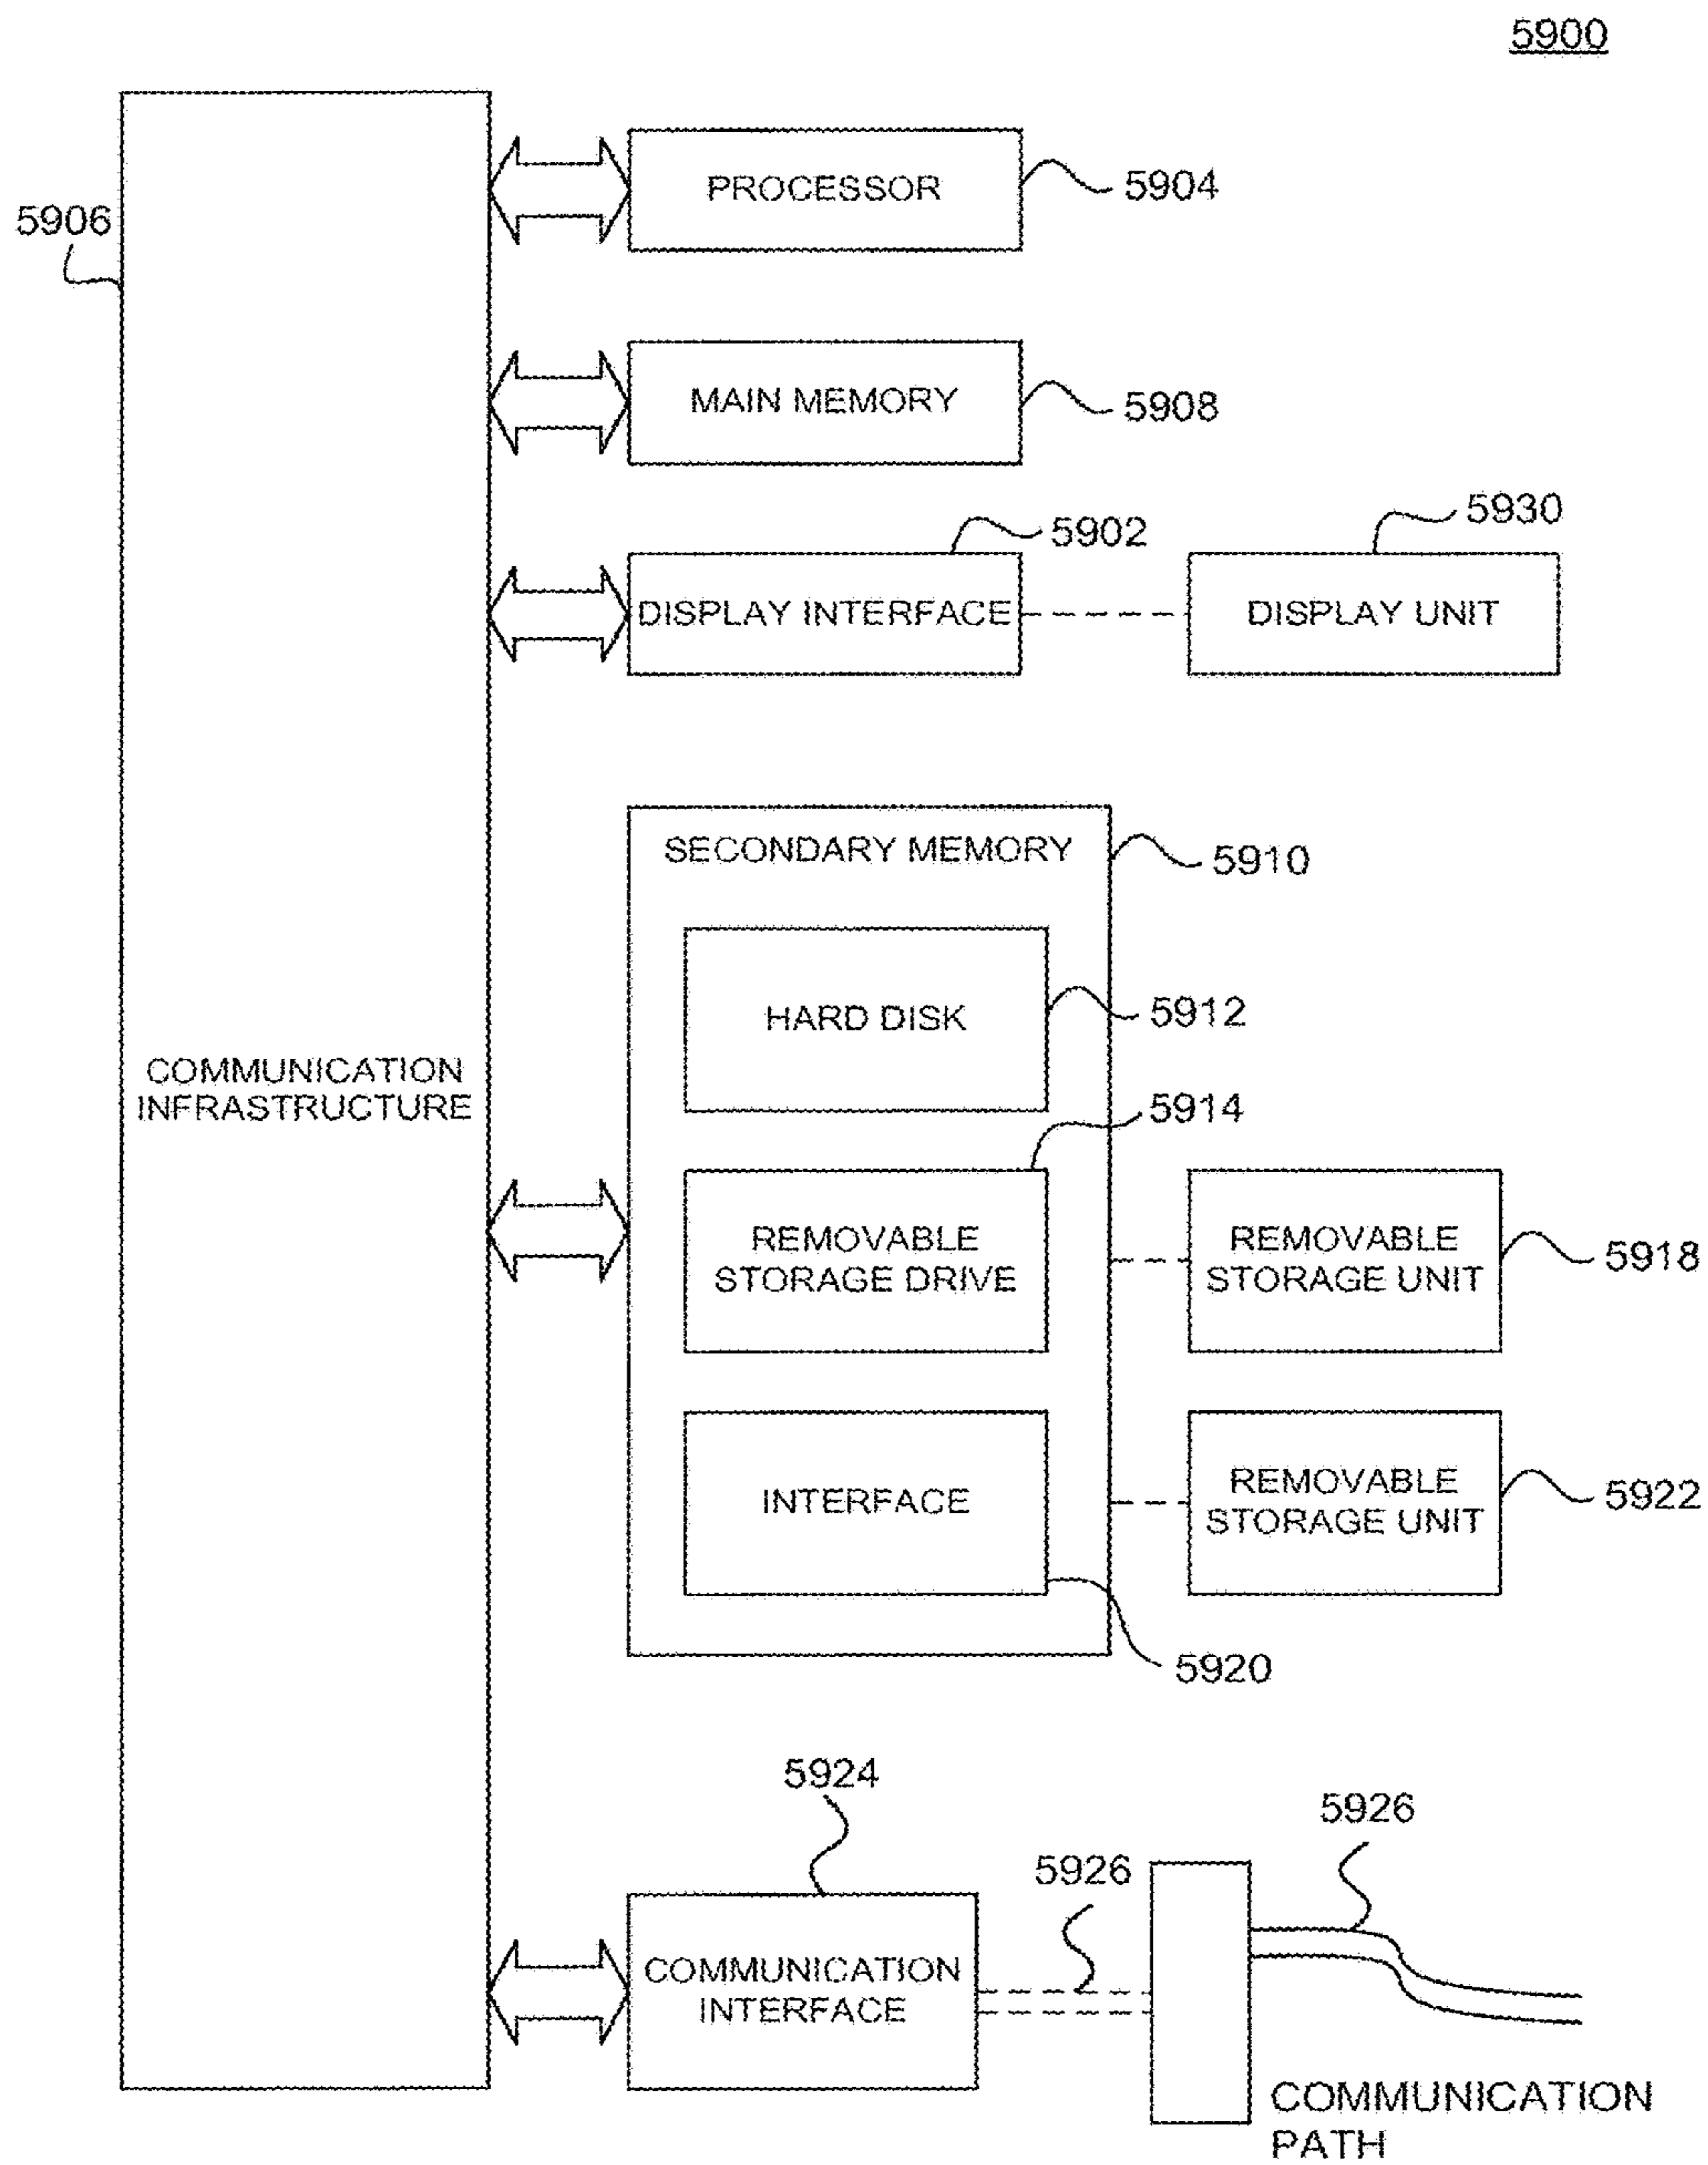 5900
PROCESSOR
5904
5906
MAIN MEMORY
5908
5902
5930
DISPLAY INTERFACE
DISPLAY UNIT
SECONDARY MEMORY
5910
HARD DISK
5912
COMMUNICATION
INFRASTRUCTURE
5914
REMOVABLE
STORAGE DRIVE
REMOVABLE
STORAGE UNIT
5918
INTERFACE
REMOVABLE
STORAGE UNIT
5922
5920
5924
5926
5926
COMMUNICATION
INTERFACE
COMMUNICATION
PATH